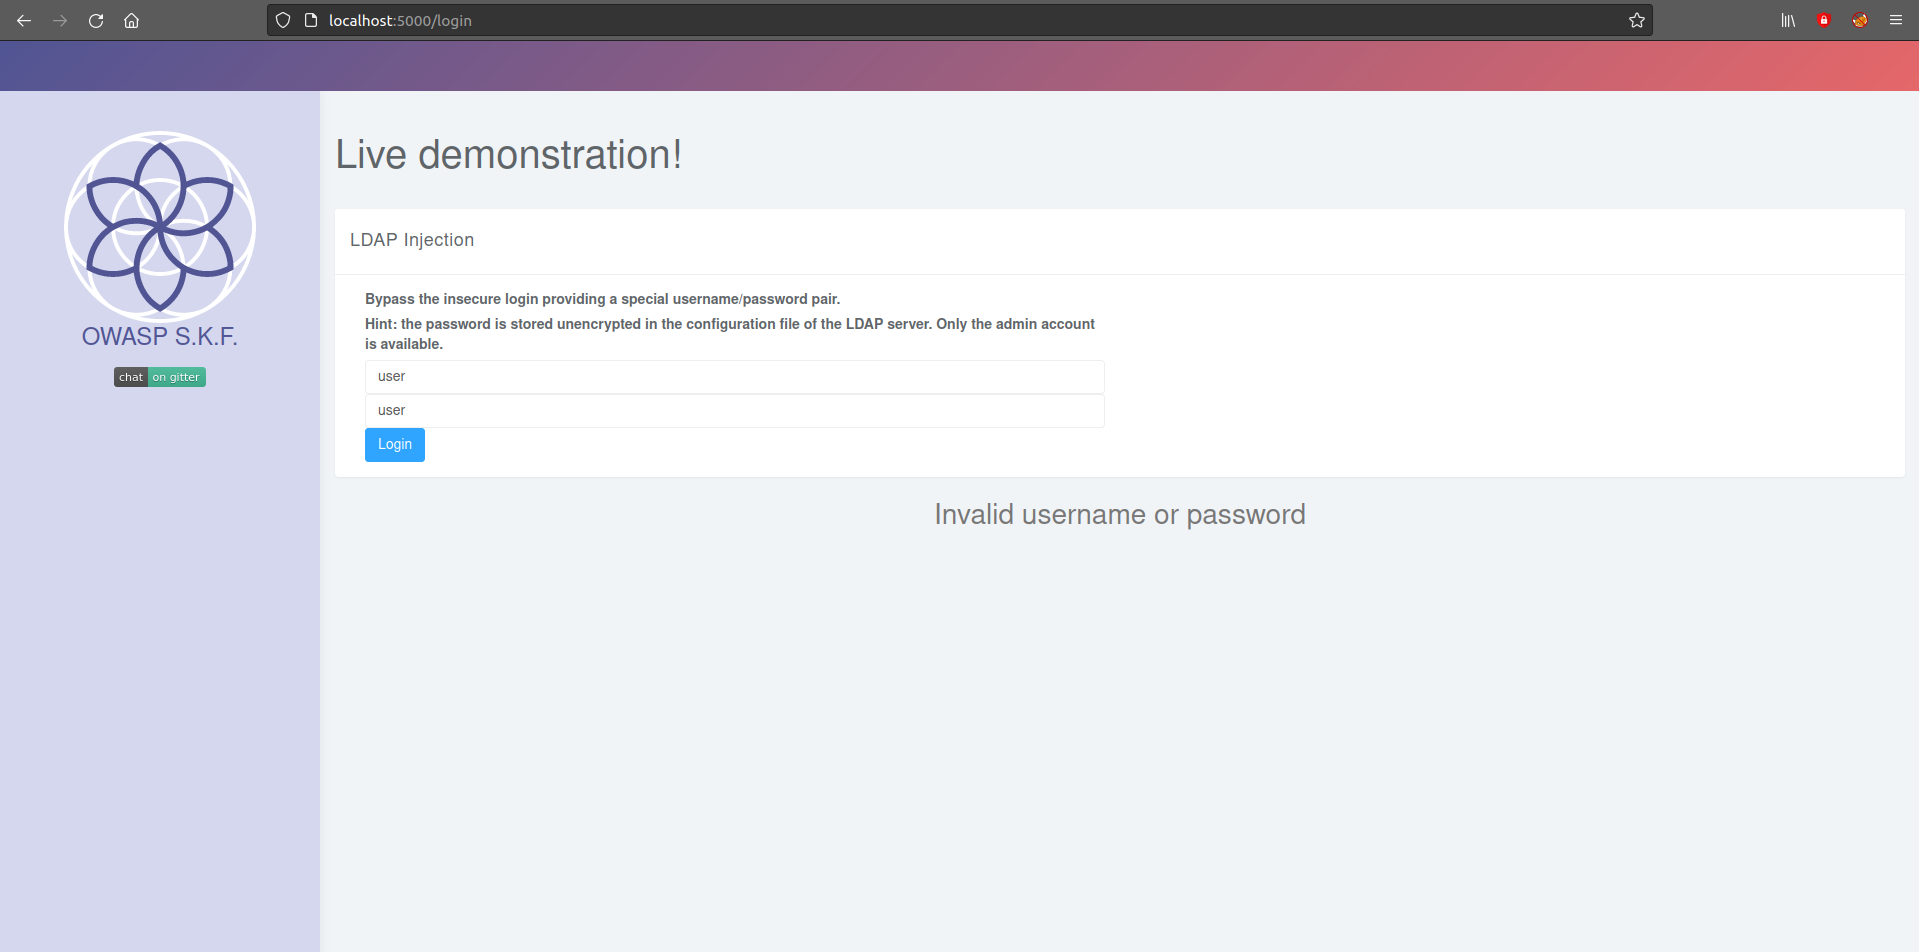 localhost:5000/login
Live demonstration!
OWASP S.K.F.
chat on gitter
LDAP Injection
Bypass the insecure login providing a special username/password pair.
Hint: the password is stored unencrypted in the configuration file of the LDAP server. Only the admin account
is available.
user
user
Login
Invalid username or password